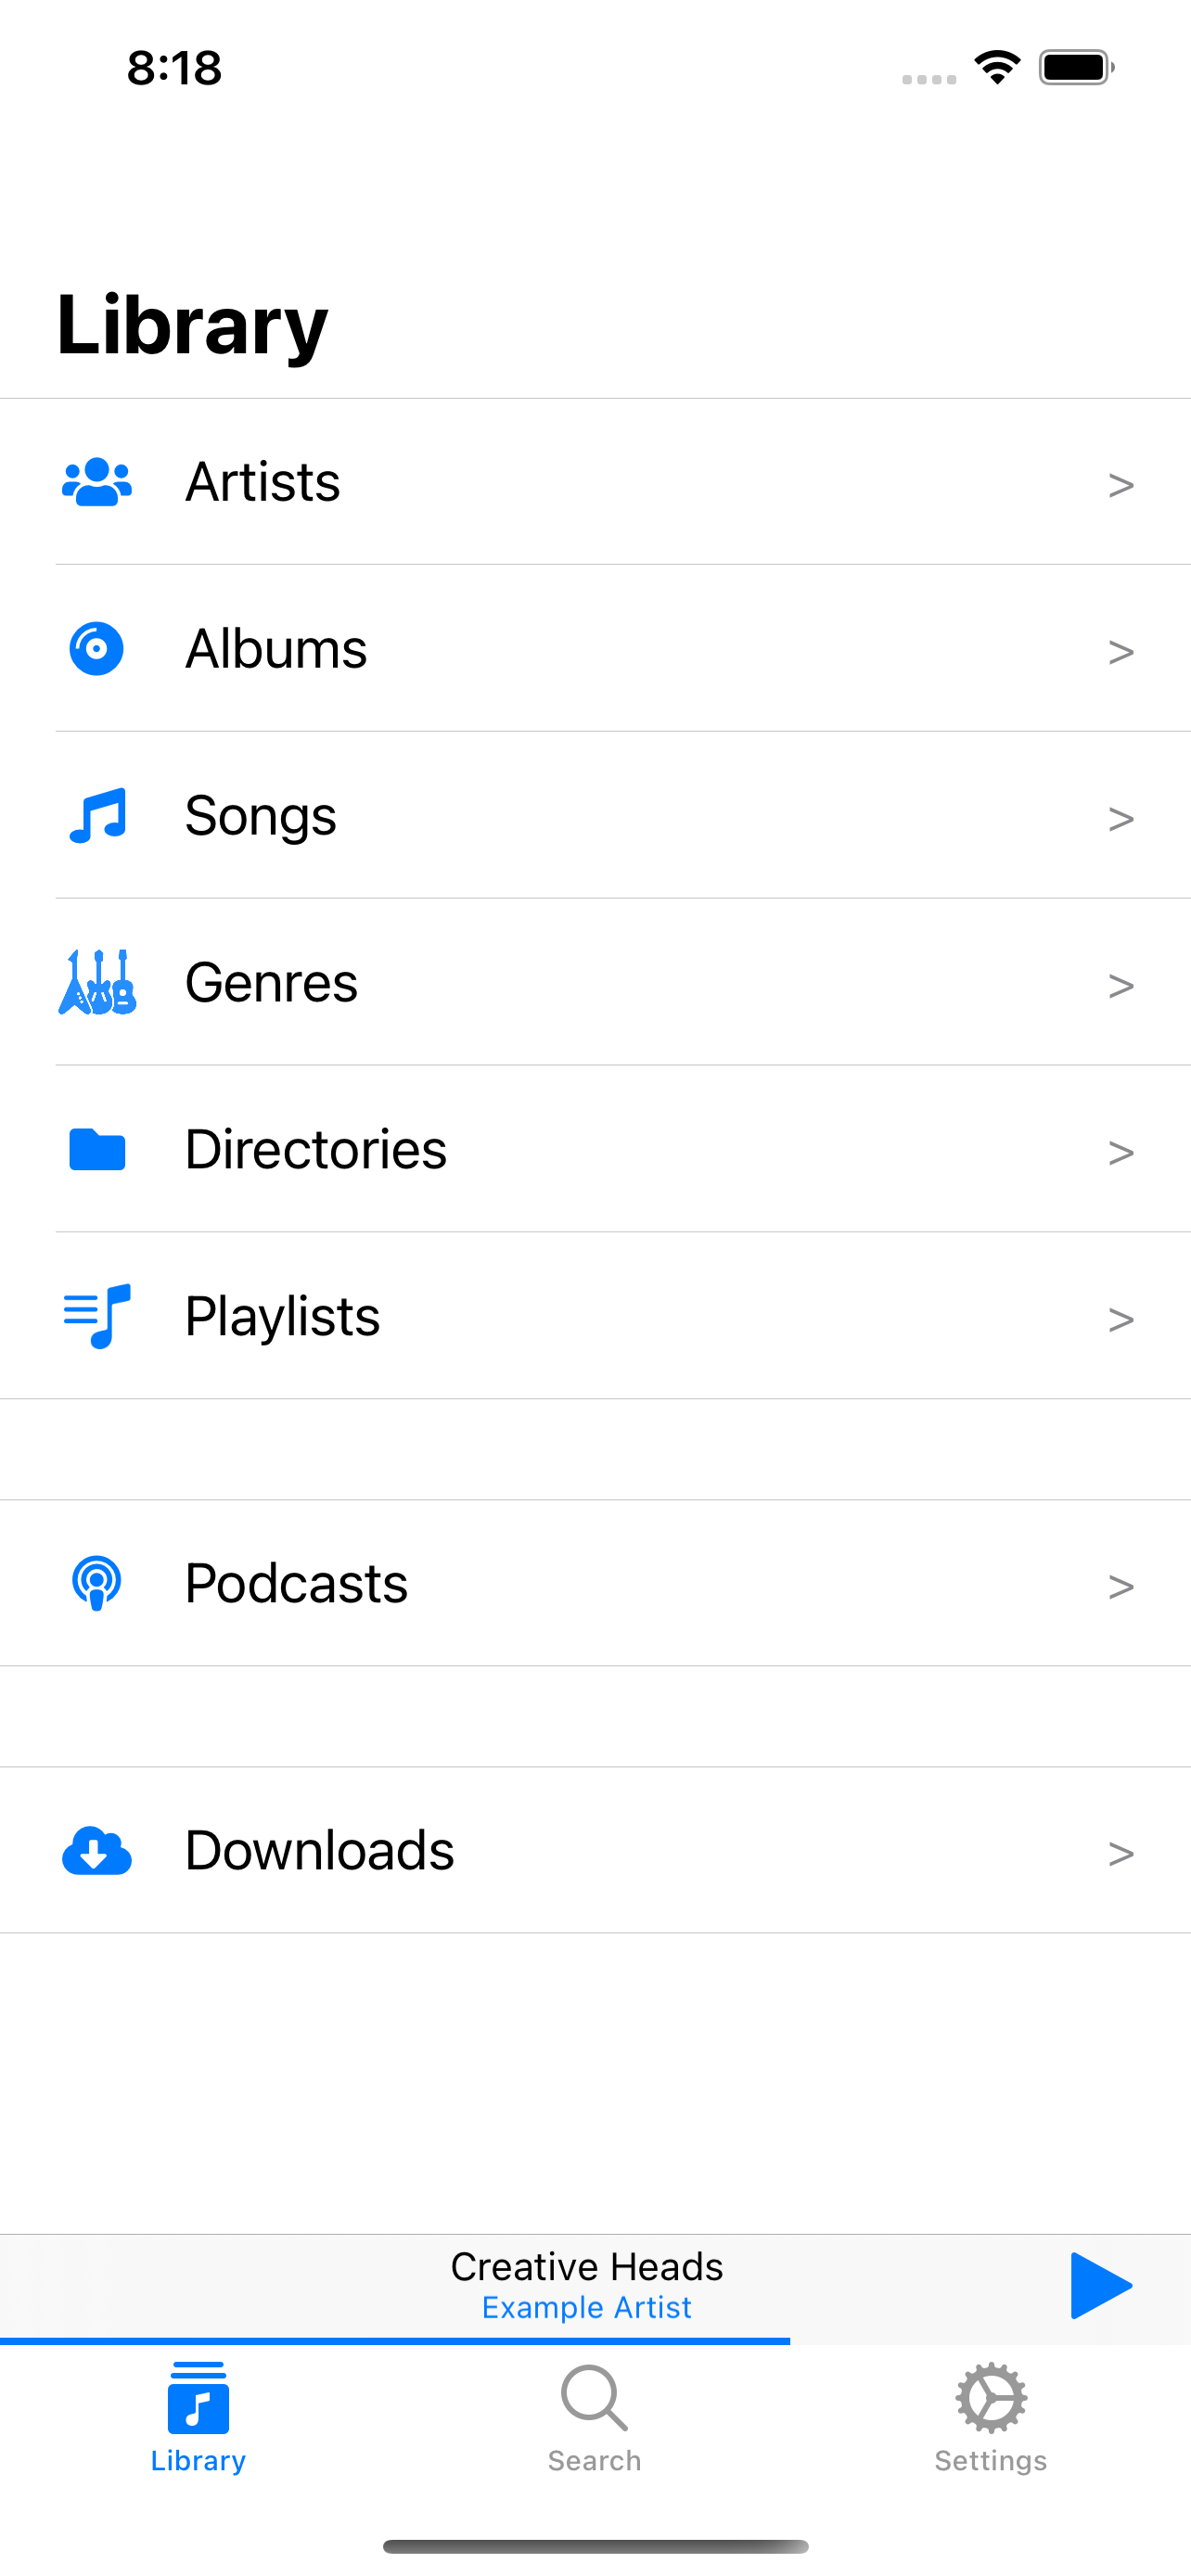 8:18
Library
Artists >
Albums >
Songs >
Genres >
Directories >
Playlists >
Podcasts >
Downloads >
Creative Heads
Example Artist
Library Search Settings